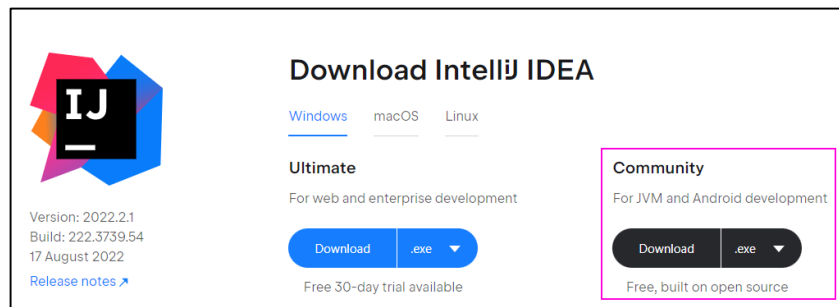 IJ
Version: 2022.2.1
Build: 222.3739.54
17 August 2022
Release notes ↗
Download IntelliJ IDEA
Windows macOS Linux
Ultimate
For web and enterprise development
Download .exe
Free 30-day trial available
Community
For JVM and Android development
Download .exe
Free, built on open source